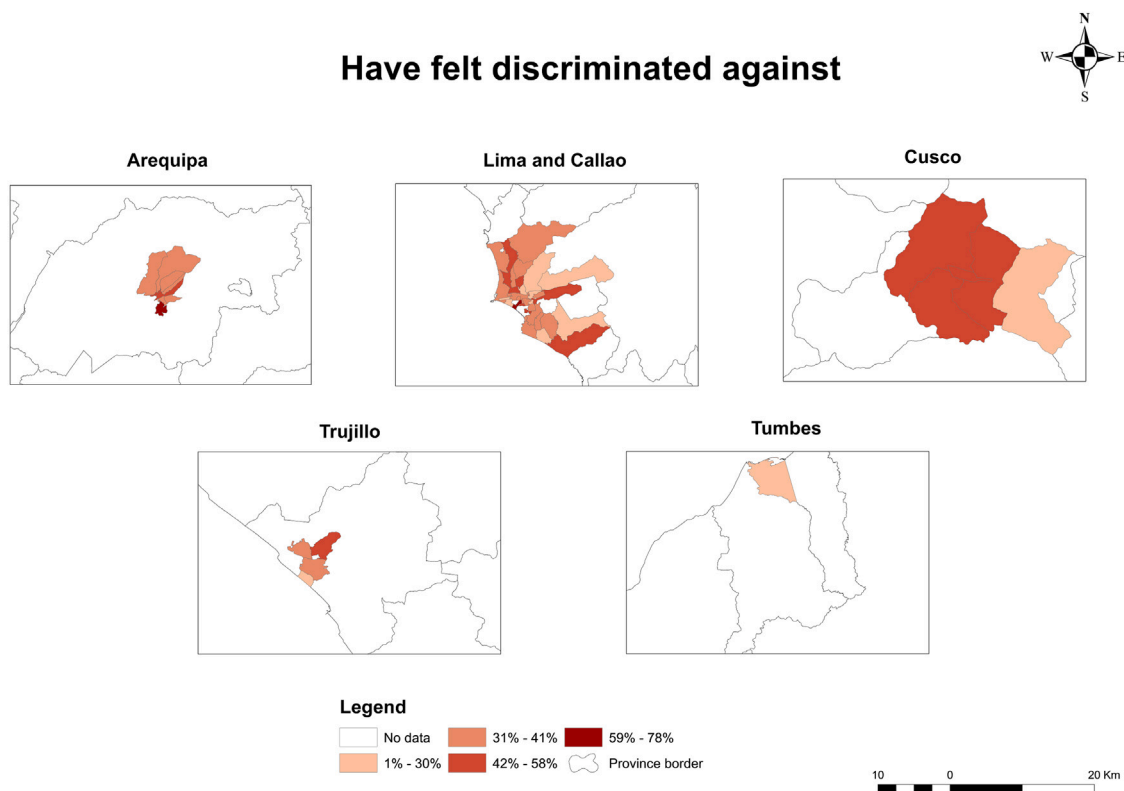 Have felt discriminated against
N
W E
S
Arequipa
Lima and Callao
Cusco
Trujillo
Tumbes
Legend
No data
31% - 41%
59% - 78%
1% - 30%
42% - 58%
Province border
10 0 20 Km